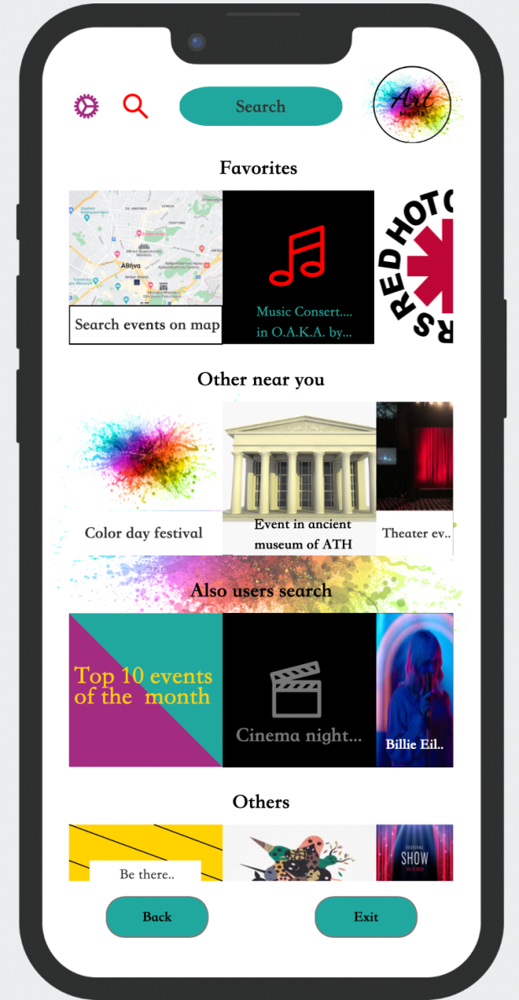 Search
Art
Mania
Favorites
Αθήνα
Search events on map
Music Consert....
in O.A.K.A. by...
RED HOT
RS
Other near you
Color day festival
Event in ancient
museum of ATH
Theater ev..
Also users search
Top 10 events
of the month
Cinema night...
Billie Eil..
Others
Be there..
FESTIVAL
SHOW
Back
Exit